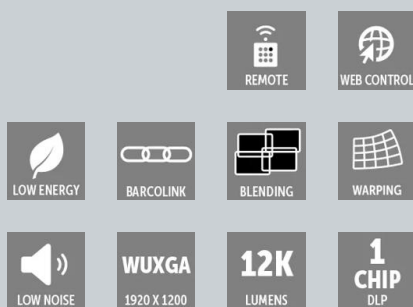 REMOTE
WEB CONTROL
LOW ENERGY
BARCOLINK
BLENDING
WARPING
LOW NOISE
WUXGA
1920 X 1200
12K
LUMENS
1
CHIP
DLP